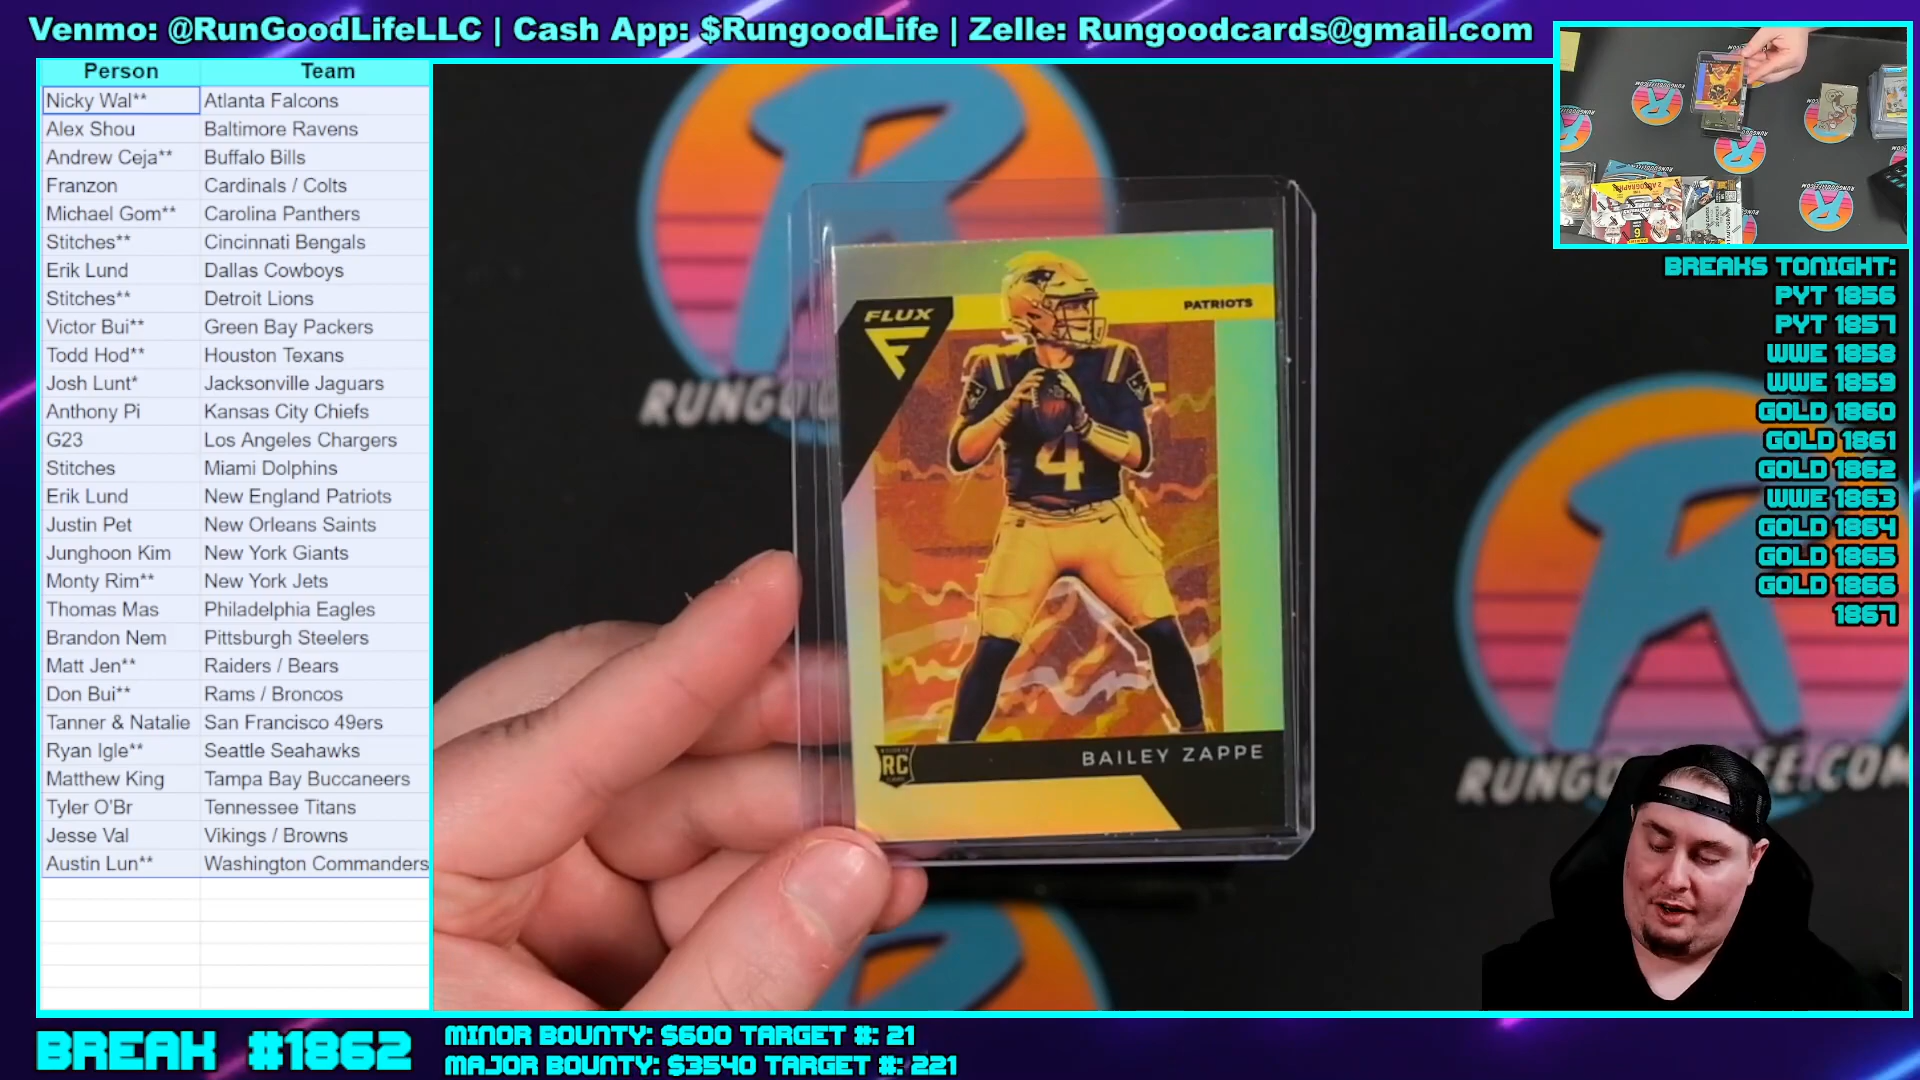 Venmo: @RunGoodLifeLLC | Cash App: $RungoodLife | Zelle: Rungoodcards@gmail.com
Person Team
Nicky Wal** Atlanta Falcons
Alex Shou Baltimore Ravens
Andrew Ceja** Buffalo Bills
Franzon Cardinals / Colts
Michael Gom** Carolina Panthers
Stitches** Cincinnati Bengals
Erik Lund Dallas Cowboys
Stitches** Detroit Lions
Victor Bui** Green Bay Packers
Todd Hod** Houston Texans
Josh Lunt* Jacksonville Jaguars
Anthony Pi Kansas City Chiefs
G23 Los Angeles Chargers
Stitches Miami Dolphins
Erik Lund New England Patriots
Justin Pet New Orleans Saints
Junghoon Kim New York Giants
Monty Rim** New York Jets
Thomas Mas Philadelphia Eagles
Brandon Nem Pittsburgh Steelers
Matt Jen** Raiders / Bears
Don Bui** Rams / Broncos
Tanner & Natalie San Francisco 49ers
Ryan Igle** Seattle Seahawks
Matthew King Tampa Bay Buccaneers
Tyler O'Br Tennessee Titans
Jesse Val Vikings / Browns
Austin Lun** Washington Commanders
FLUX
F
PATRIOTS
4
RC
BAILEY ZAPPE
BREAKS TONIGHT:
PYT 1856
PYT 1857
WWE 1858
WWE 1859
GOLD 1860
GOLD 1861
GOLD 1862
WWE 1863
GOLD 1864
GOLD 1865
GOLD 1866
1867
BREAK #1862
MINOR BOUNTY: $600 TARGET #: 21
MAJOR BOUNTY: $3540 TARGET #: 221